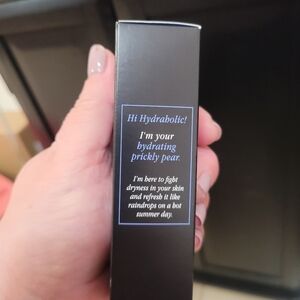 Hi Hydraholic!
I'm your
hydrating
prickly pear.
I'm here to fight
dryness in your skin
and refresh it like
raindrops on a hot
summer day.